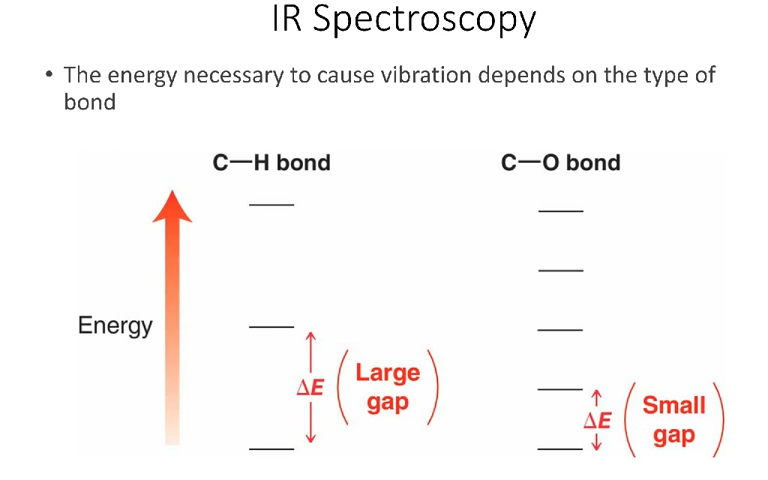 IR Spectroscopy
• The energy necessary to cause vibration depends on the type of
bond
C—H bond
C—O bond
Energy
ΔE
Large
gap
ΔE
Small
gap